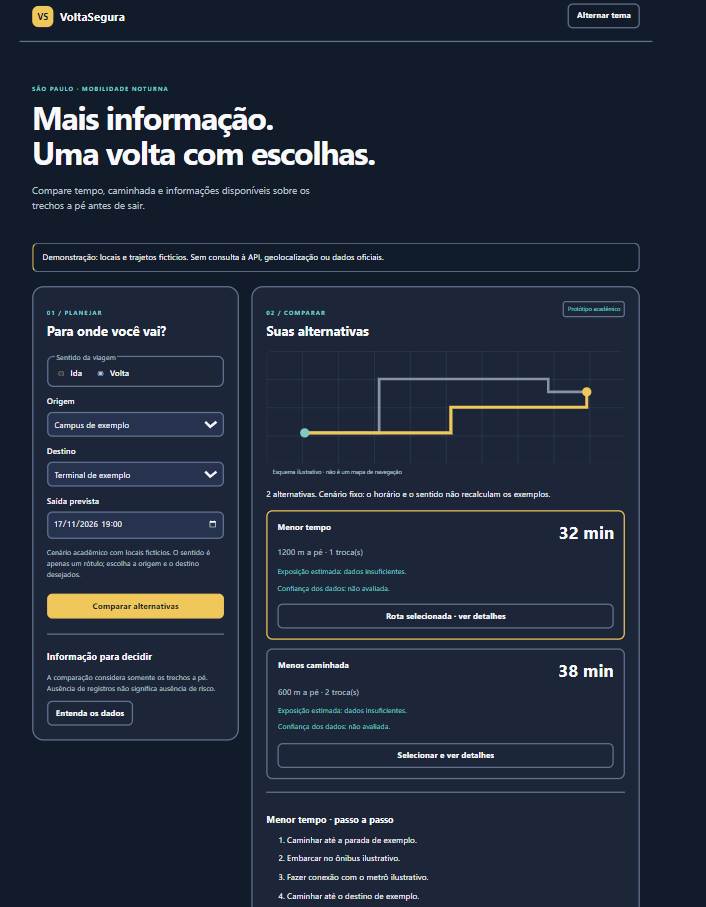 VS VoltaSegura
Alternar tema
SÃO PAULO · MOBILIDADE NOTURNA
Mais informação.
Uma volta com escolhas.
Compare tempo, caminhada e informações disponíveis sobre os
trechos a pé antes de sair.
Demonstração: locais e trajetos fictícios. Sem consulta à API, geolocalização ou dados oficiais.
01 / PLANEJAR
Para onde você vai?
Sentido da viagem
Ida Volta
Origem
Campus de exemplo
Destino
Terminal de exemplo
Saída prevista
17/11/2026 19:00
Cenário acadêmico com locais fictícios. O sentido é
apenas um rótulo; escolha a origem e o destino
desejados.
Comparar alternativas
Informação para decidir
A comparação considera somente os trechos a pé.
Ausência de registros não significa ausência de risco.
Entenda os dados
02 / COMPARAR
Protótipo acadêmico
Suas alternativas
Esquema ilustrativo · não é um mapa de navegação
2 alternativas. Cenário fixo: o horário e o sentido não recalculam os exemplos.
Menor tempo
32 min
1200 m a pé · 1 troca(s)
Exposição estimada: dados insuficientes.
Confiança dos dados: não avaliada.
Rota selecionada · ver detalhes
Menos caminhada
38 min
600 m a pé · 2 troca(s)
Exposição estimada: dados insuficientes.
Confiança dos dados: não avaliada.
Selecionar e ver detalhes
Menor tempo · passo a passo
1. Caminhar até a parada de exemplo.
2. Embarcar no ônibus ilustrativo.
3. Fazer conexão com o metrô ilustrativo.
4. Caminhar até o destino de exemplo.